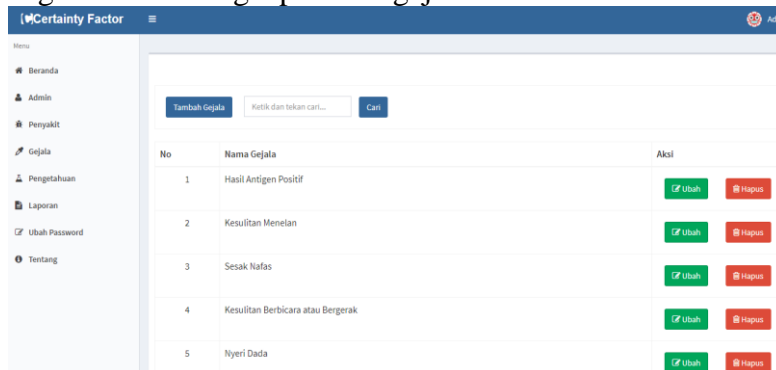 Certainty Factor
Ad
Menu
Beranda
Admin
Penyakit
Gejala
Pengetahuan
Laporan
Ubah Password
Tentang
Tambah Gejala Ketik dan tekan cari... Cari
No Nama Gejala Aksi
1 Hasil Antigen Positif Ubah Hapus
2 Kesulitan Menelan Ubah Hapus
3 Sesak Nafas Ubah Hapus
4 Kesulitan Berbicara atau Bergerak Ubah Hapus
5 Nyeri Dada Ubah Hapus